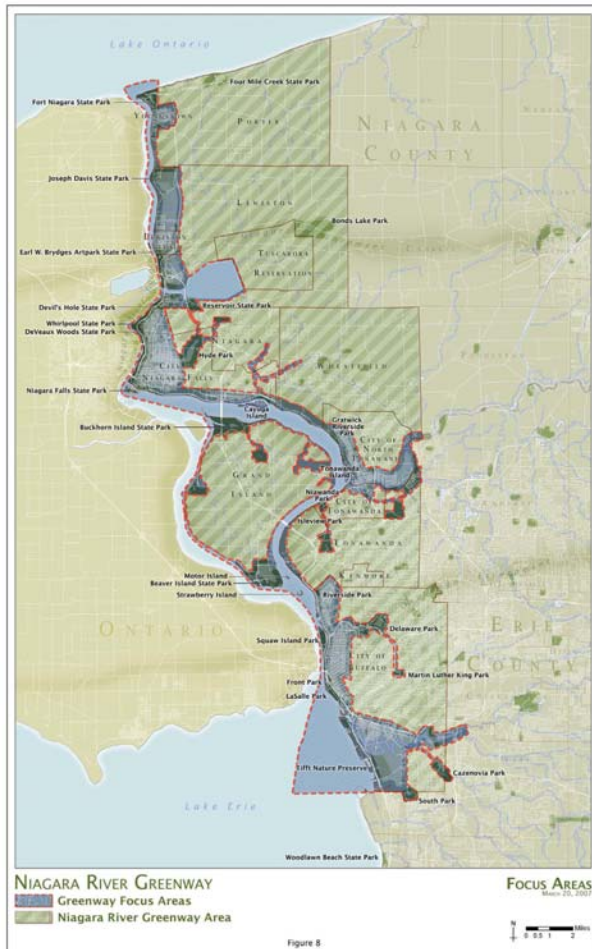 Lake Ontario
Four Mile Creek State Park
Fort Niagara State Park
Youngstown
Porter
Niagara
County
Joseph Davis State Park
Lewiston
Bonds Lake Park
Lewiston
Tuscarora
Reservation
Earl W. Brydges Artpark State Park
Devil's Hole State Park
Reservoir State Park
Whirlpool State Park
DeVeaus Woods State Park
Niagara
Hyde Park
Wheatfield
City
Niagara Falls
Niagara Falls State Park
Cayuga
Island
Gratwick
Riverside
Park
Buckhorn Island State Park
City of
North
Tonawanda
Grand
Island
Tonawanda
Island
Niawanda
Park
City of
Tonawanda
Isleview Park
Tonawanda
Motor Island
Beaver Island State Park
Kenmore
Strawberry Island
Riverside Park
Ontario
Delaware Park
Erie
County
Squaw Island Park
City of
Buffalo
Front Park
Martin Luther King Park
LaSalle Park
Tifft Nature Preserve
Cazenovia Park
South Park
Lake Erie
Woodlawn Beach State Park
Niagara River Greenway
Greenway Focus Areas
Niagara River Greenway Area
Focus Areas
March 20, 2007
N
0 0.5 1 2 Miles
Figure 8